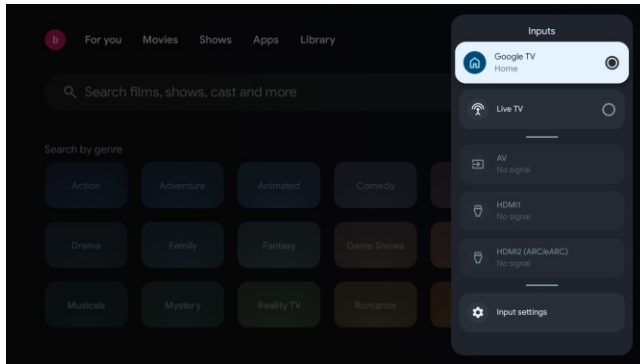 b
For you Movies Shows Apps Library
Search films, shows, cast and more
Search by genre
Action Adventure Animated Comedy
Drama Family Fantasy Game Shows
Musicals Mystery Reality TV Romance
Inputs
Google TV
Home
Live TV
AV
No signal
HDMI1
No signal
HDMI2 (ARC/eARC)
No signal
Input settings